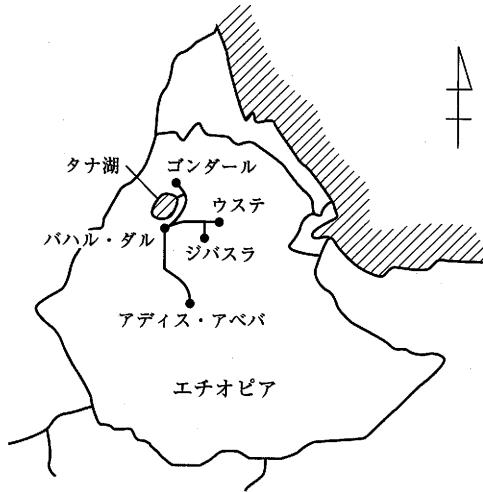 タナ湖
ゴンダール
ウステ
バハル・ダル
ジバスラ
アディス・アベバ
エチオピア